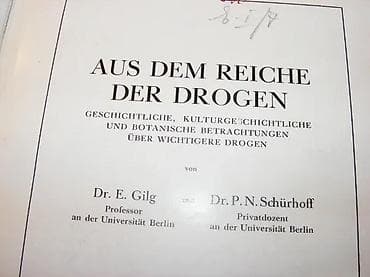 AUS DEM REICHE
DER DROGEN
GESCHICHTLICHE, KULTURGESCHICHTLICHE
UND BOTANISCHE BETRACHTUNGEN
ÜBER WICHTIGERE DROGEN
von
Dr. E. Gilg und Dr. P. N. Schürhoff
Professor Privatdozent
an der Universität Berlin an der Universität Berlin